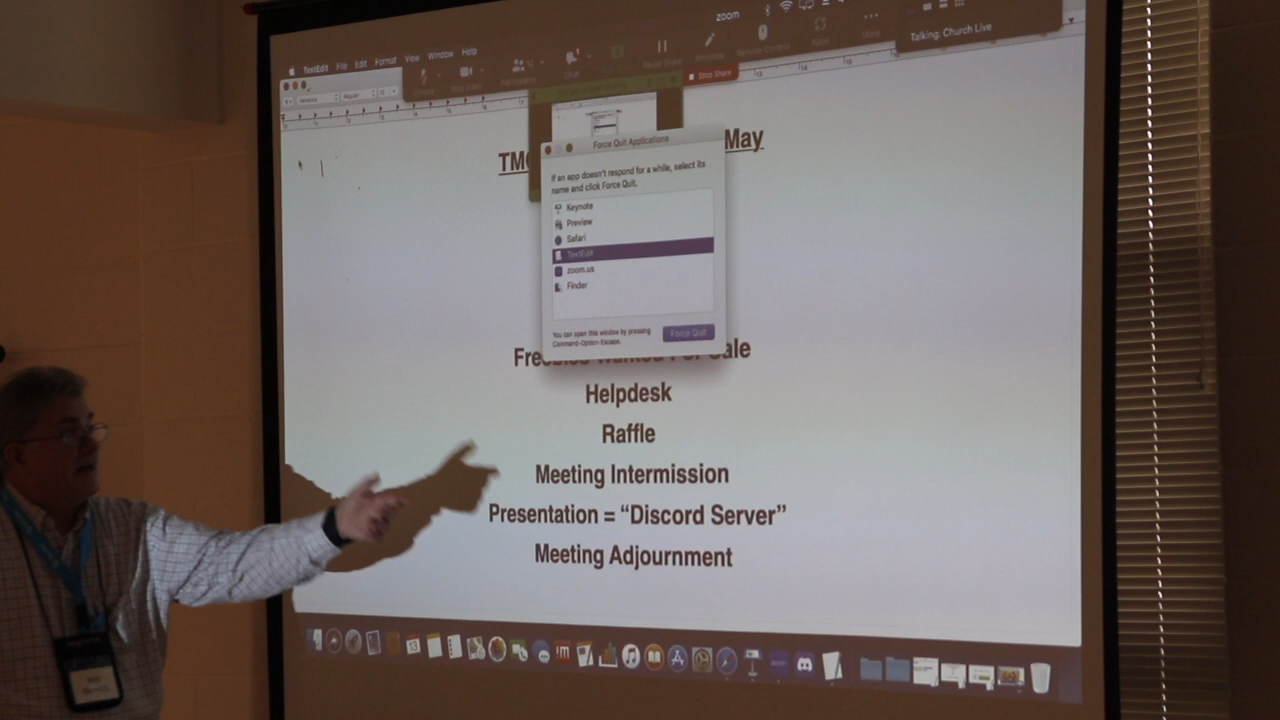 zoom
Talking: Church Live
TextEdit File Edit Format View Window Help
Stop Share
Helvetica Regular
TM May
Force Quit Applications
If an app doesn't respond for a while, select its
name and click Force Quit.
Keynote
Preview
Safari
TextEdit
zoom.us
Finder
You can open this window by pressing
Command-Option-Escape.
Force Quit
Helpdesk
Raffle
Meeting Intermission
Presentation = “Discord Server”
Meeting Adjournment